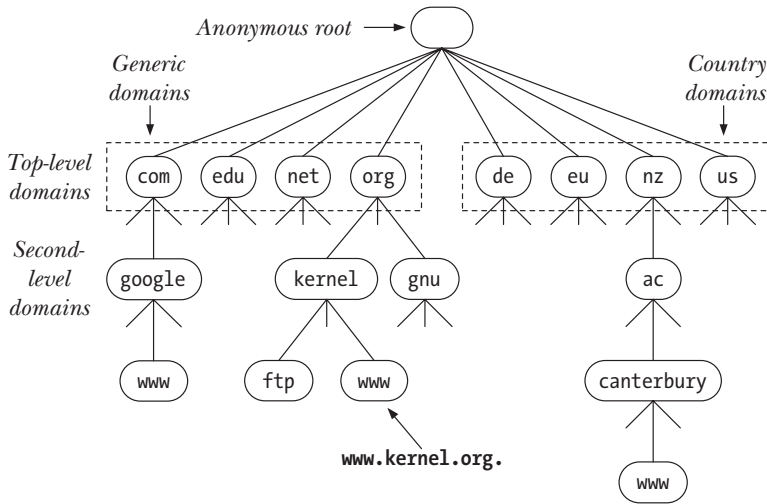 Anonymous root
Generic
domains
Country
domains
Top-level
domains
com edu net org de eu nz us
Second-
level
domains
google kernel gnu ac
www ftp www canterbury
www.kernel.org.
www